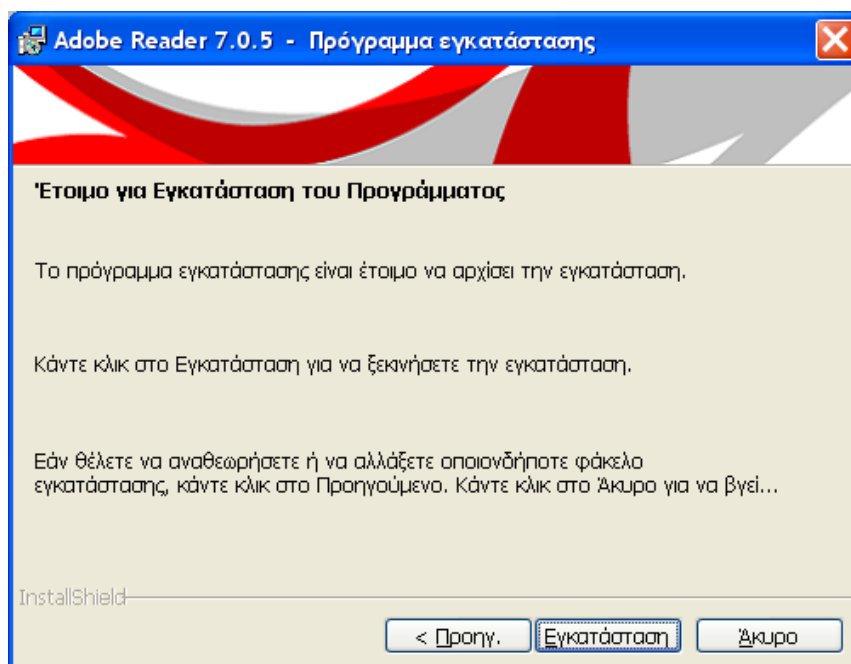 Adobe Reader 7.0.5 - Πρόγραμμα εγκατάστασης
Έτοιμο για Εγκατάσταση του Προγράμματος
Το πρόγραμμα εγκατάστασης είναι έτοιμο να αρχίσει την εγκατάσταση.
Κάντε κλικ στο Εγκατάσταση για να ξεκινήσετε την εγκατάσταση.
Εάν θέλετε να αναθεωρήσετε ή να αλλάξετε οποιονδήποτε φάκελο
εγκατάστασης, κάντε κλικ στο Προηγούμενο. Κάντε κλικ στο Άκυρο για να βγεί...
InstallShield
< Προηγ. Εγκατάσταση Άκυρο